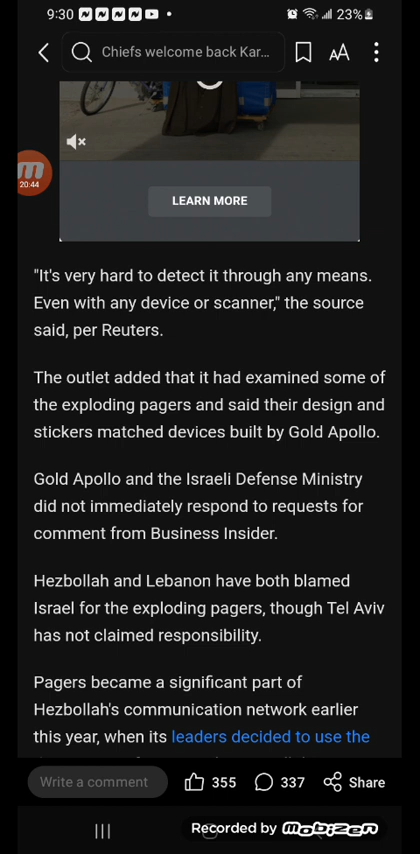 9:30
23%
Chiefs welcome back Kar...
AA
20:44
LEARN MORE
"It's very hard to detect it through any means.
Even with any device or scanner," the source
said, per Reuters.
The outlet added that it had examined some of
the exploding pagers and said their design and
stickers matched devices built by Gold Apollo.
Gold Apollo and the Israeli Defense Ministry
did not immediately respond to requests for
comment from Business Insider.
Hezbollah and Lebanon have both blamed
Israel for the exploding pagers, though Tel Aviv
has not claimed responsibility.
Pagers became a significant part of
Hezbollah's communication network earlier
this year, when its leaders decided to use the
Write a comment
355
337
Share
Recorded by mobizen